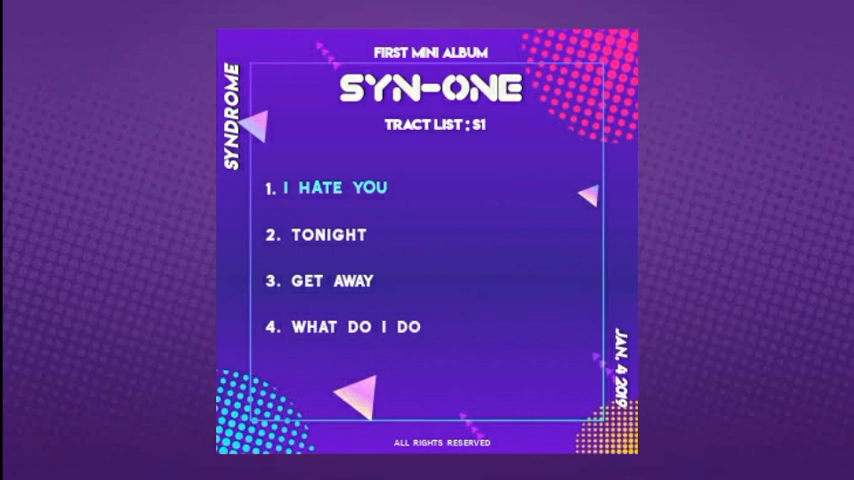 FIRST MINI ALBUM
SYN-ONE
TRACT LIST : S1
SYNDROME
1. I HATE YOU
2. TONIGHT
3. GET AWAY
4. WHAT DO I DO
JAN. 4 2019
ALL RIGHTS RESERVED